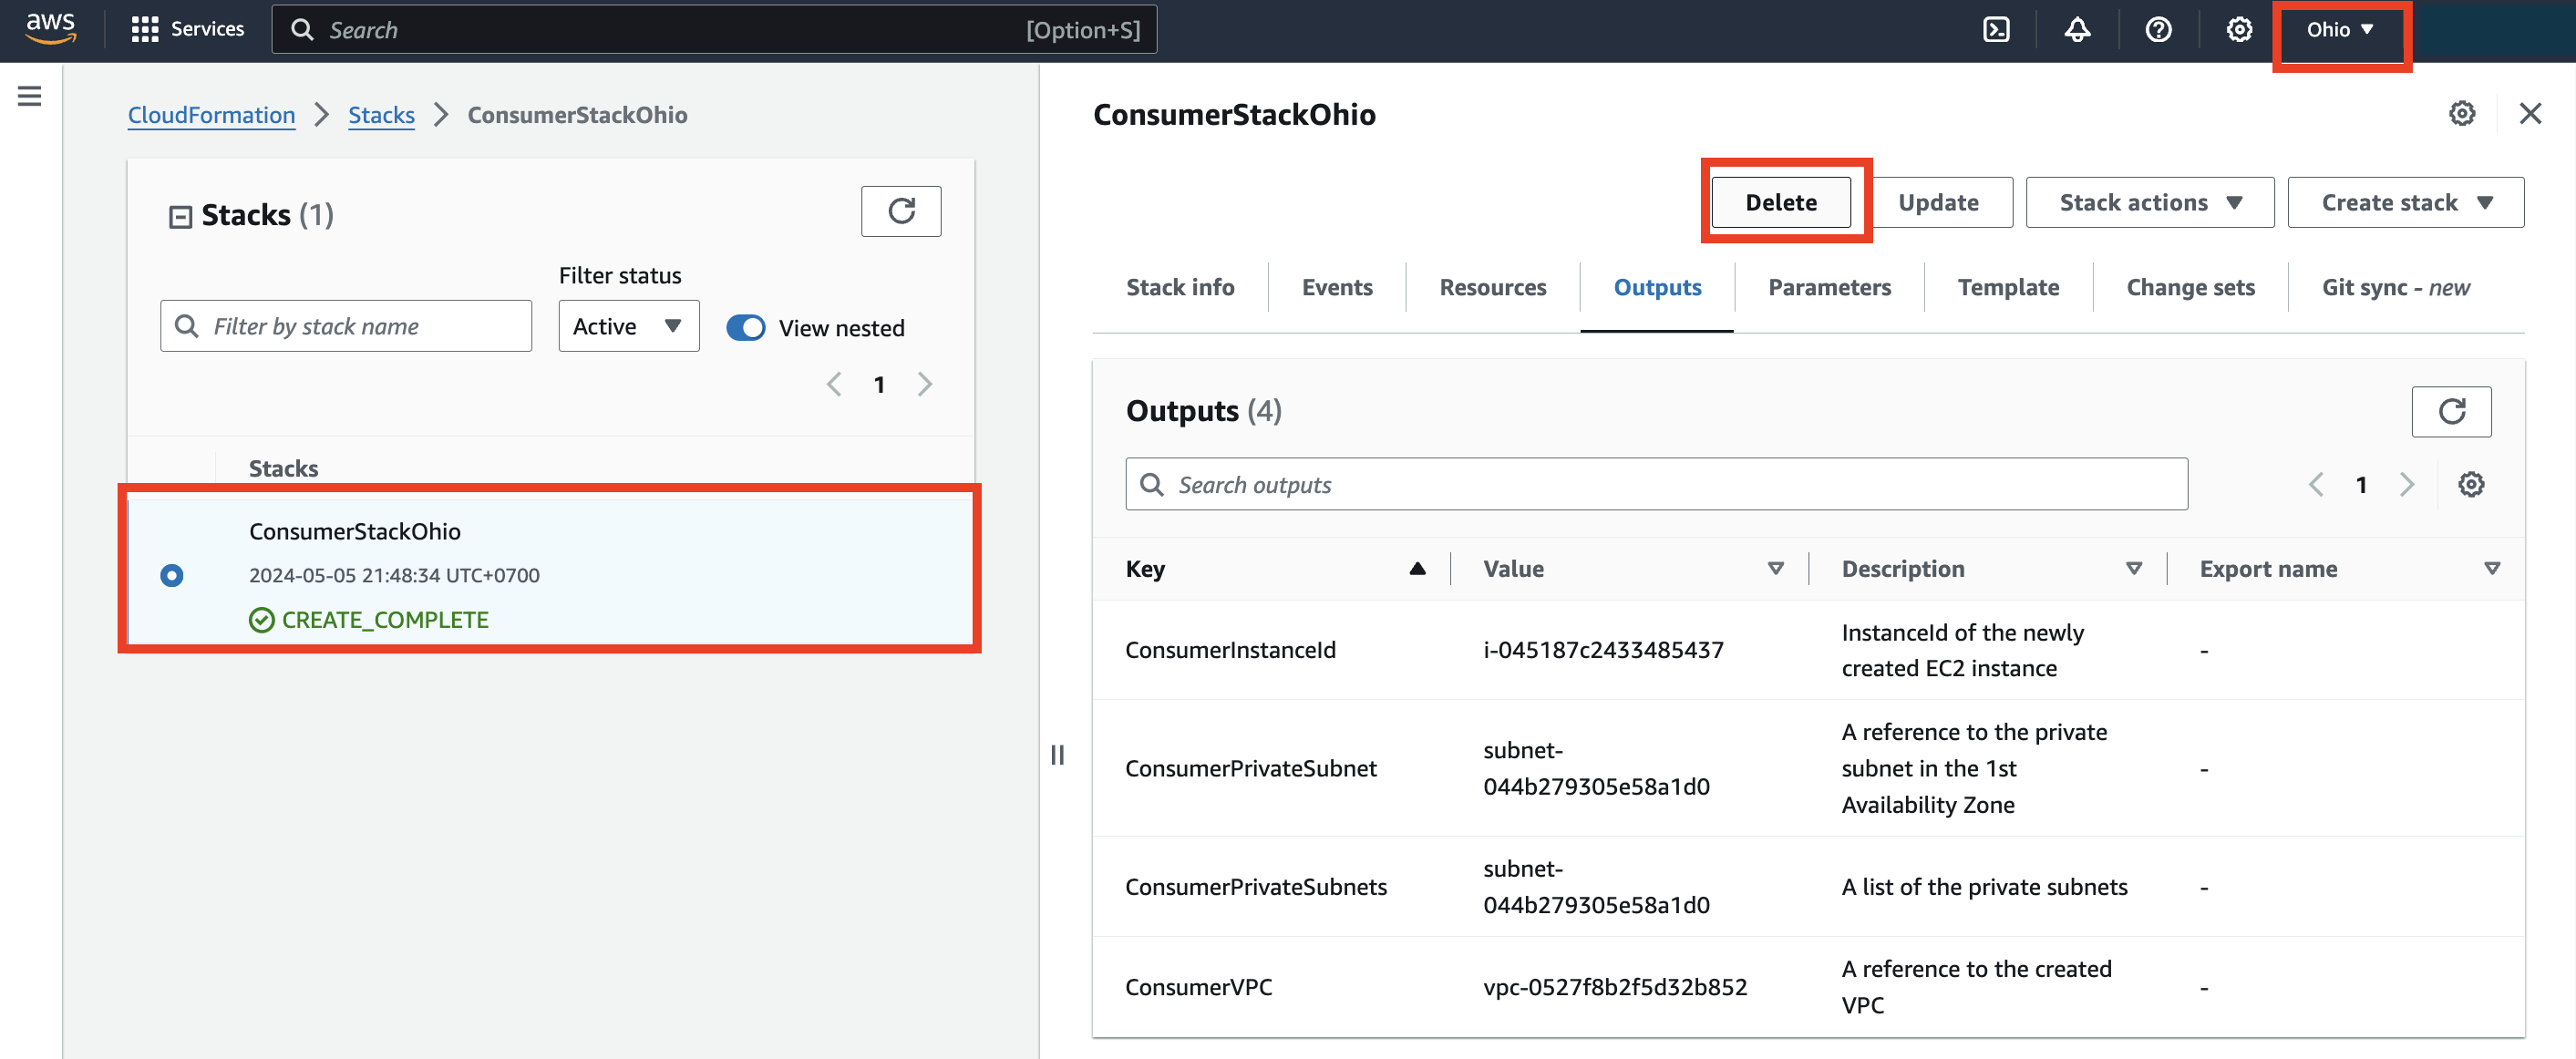 aws
Services
Search
[Option+S]
Ohio
CloudFormation
Stacks
ConsumerStackOhio
Stacks (1)
Filter status
Filter by stack name
Active
View nested
1
Stacks
ConsumerStackOhio
2024-05-05 21:48:34 UTC+0700
CREATE_COMPLETE
ConsumerStackOhio
Delete
Update
Stack actions
Create stack
Stack info
Events
Resources
Outputs
Parameters
Template
Change sets
Git sync - new
Outputs (4)
Search outputs
1
Key
Value
Description
Export name
ConsumerInstanceId
i-045187c2433485437
InstanceId of the newly
created EC2 instance
-
ConsumerPrivateSubnet
subnet-
044b279305e58a1d0
A reference to the private
subnet in the 1st
Availability Zone
-
ConsumerPrivateSubnets
subnet-
044b279305e58a1d0
A list of the private subnets
-
ConsumerVPC
vpc-0527f8b2f5d32b852
A reference to the created
VPC
-